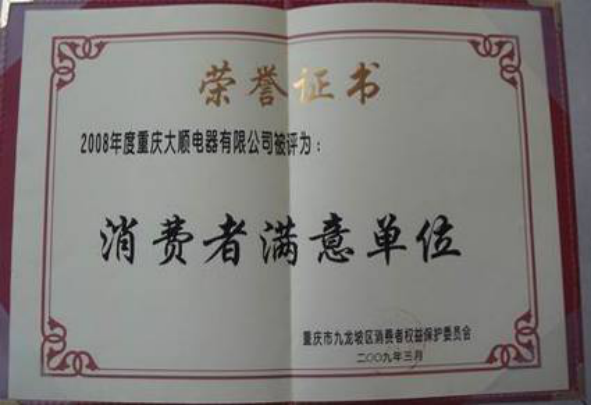 荣誉证书
2008年度重庆大顺电器有限公司被评为：
消费者满意单位
重庆市九龙坡区消费者权益保护委员会
二〇〇九年三月